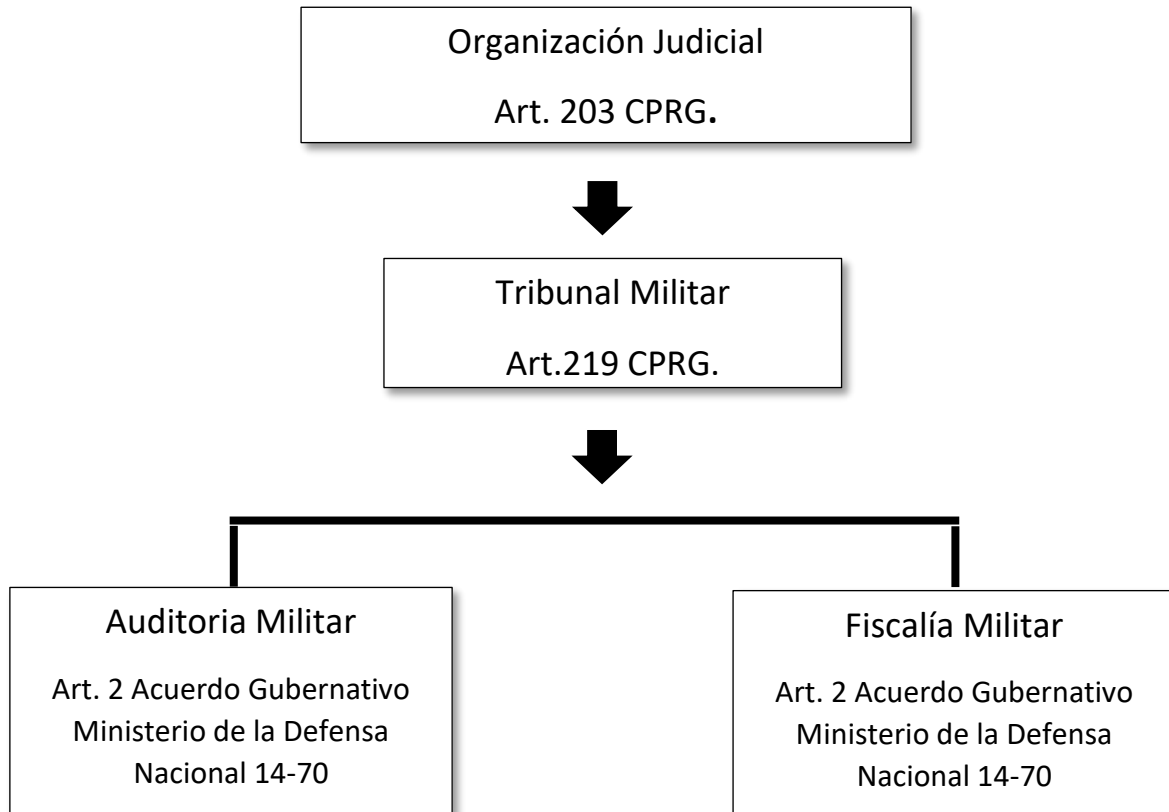 Organización Judicial
Art. 203 CPRG.
Tribunal Militar
Art.219 CPRG.
Auditoria Militar
Art. 2 Acuerdo Gubernativo
Ministerio de la Defensa
Nacional 14-70
Fiscalía Militar
Art. 2 Acuerdo Gubernativo
Ministerio de la Defensa
Nacional 14-70